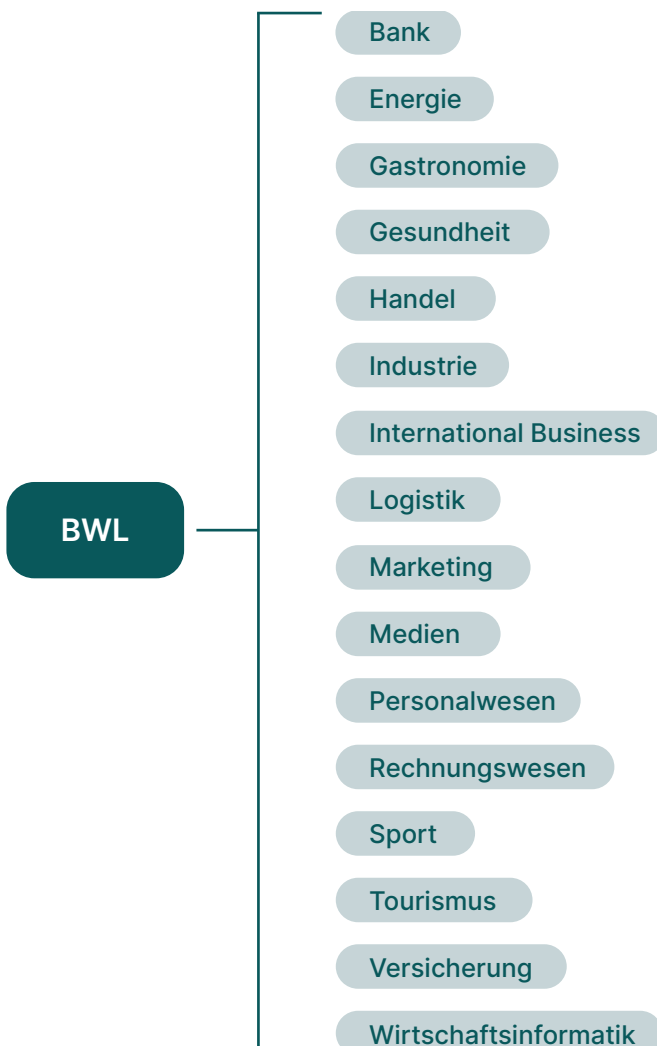 Bank
Energie
Gastronomie
Gesundheit
Handel
Industrie
International Business
Logistik
BWL
Marketing
Medien
Personalwesen
Rechnungswesen
Sport
Tourismus
Versicherung
Wirtschaftsinformatik